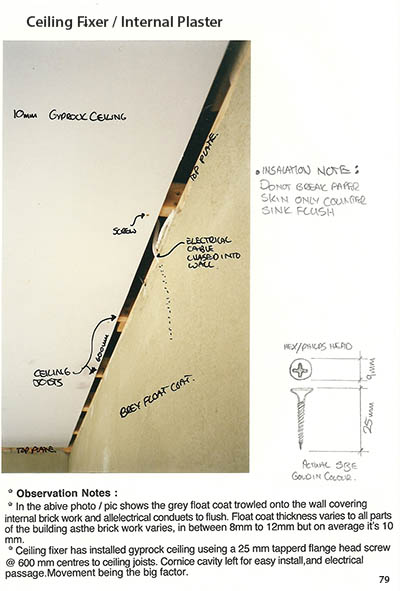 Ceiling Fixer / Internal Plaster
10mm GYPROCK CEILING
TOP PLATE
• INSALATION NOTE :
DO NOT BREAK PAPER
SKIN ONLY COUNTER
SINK FLUSH
SCREW
ELECTRICAL
CABLE
CHASED INTO
WALL.
600mm
CEILING
JOISTS
GREY FLOAT COAT.
TOP PLATE.
HEX//PHILPS HEAD
9mm
25mm
ACTUAL SIZE
GOLD IN COLOUR.
* Observation Notes :
* In the abive photo / pic shows the grey float coat trowled onto the wall covering
internal brick work and allelectrical conduets to flush. Float coat thickness varies to all parts
of the building asthe brick work varies, in between 8mm to 12mm but on average it's 10
mm.
* Ceiling fixer has installed gyprock ceiling useing a 25 mm tapperd flange head screw
@ 600 mm centres to ceiling joists. Cornice cavity left for easy install,and electrical
passage.Movement being the big factor.
79